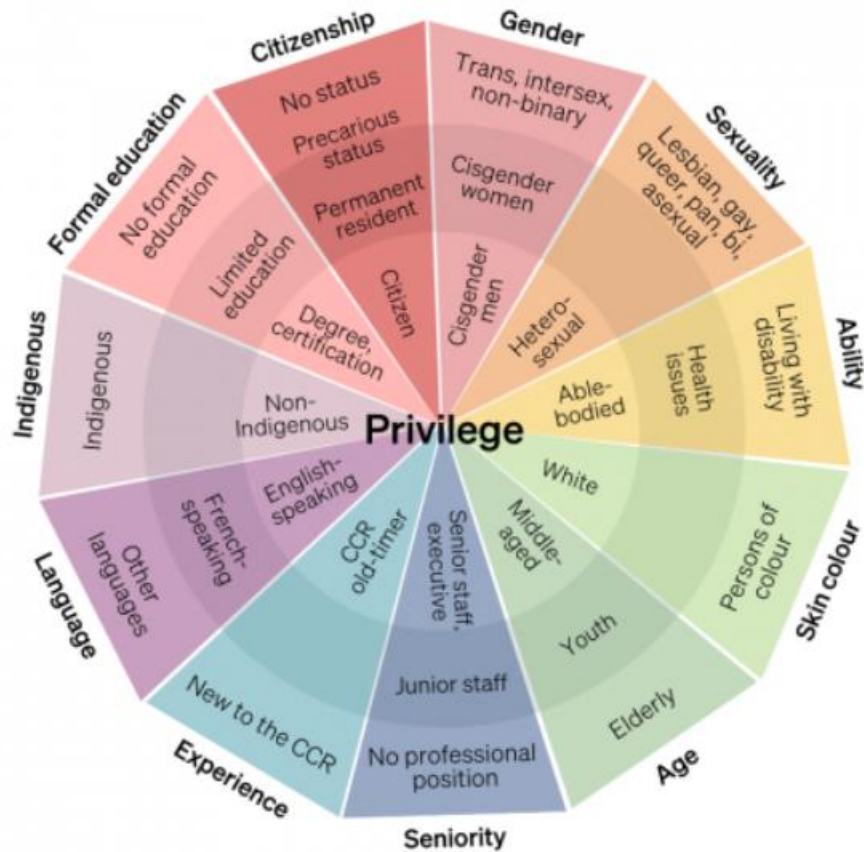 Privilege
Gender
Trans, intersex,
non-binary
Cisgender
women
Cisgender
men
Sexuality
Lesbian, gay,
queer, pan, bi,
asexual
Hetero-
sexual
Ability
Living with
disability
Health
issues
Able-
bodied
Skin colour
Persons of
colour
White
Age
Elderly
Youth
Middle-
aged
Seniority
No professional
position
Junior staff
Senior staff,
executive
Experience
New to the CCR
CCR
old-timer
Language
Other
languages
French-
speaking
English-
speaking
Indigenous
Indigenous
Non-
Indigenous
Formal education
No formal
education
Limited
education
Degree,
certification
Citizenship
No status
Precarious
status
Permanent
resident
Citizen